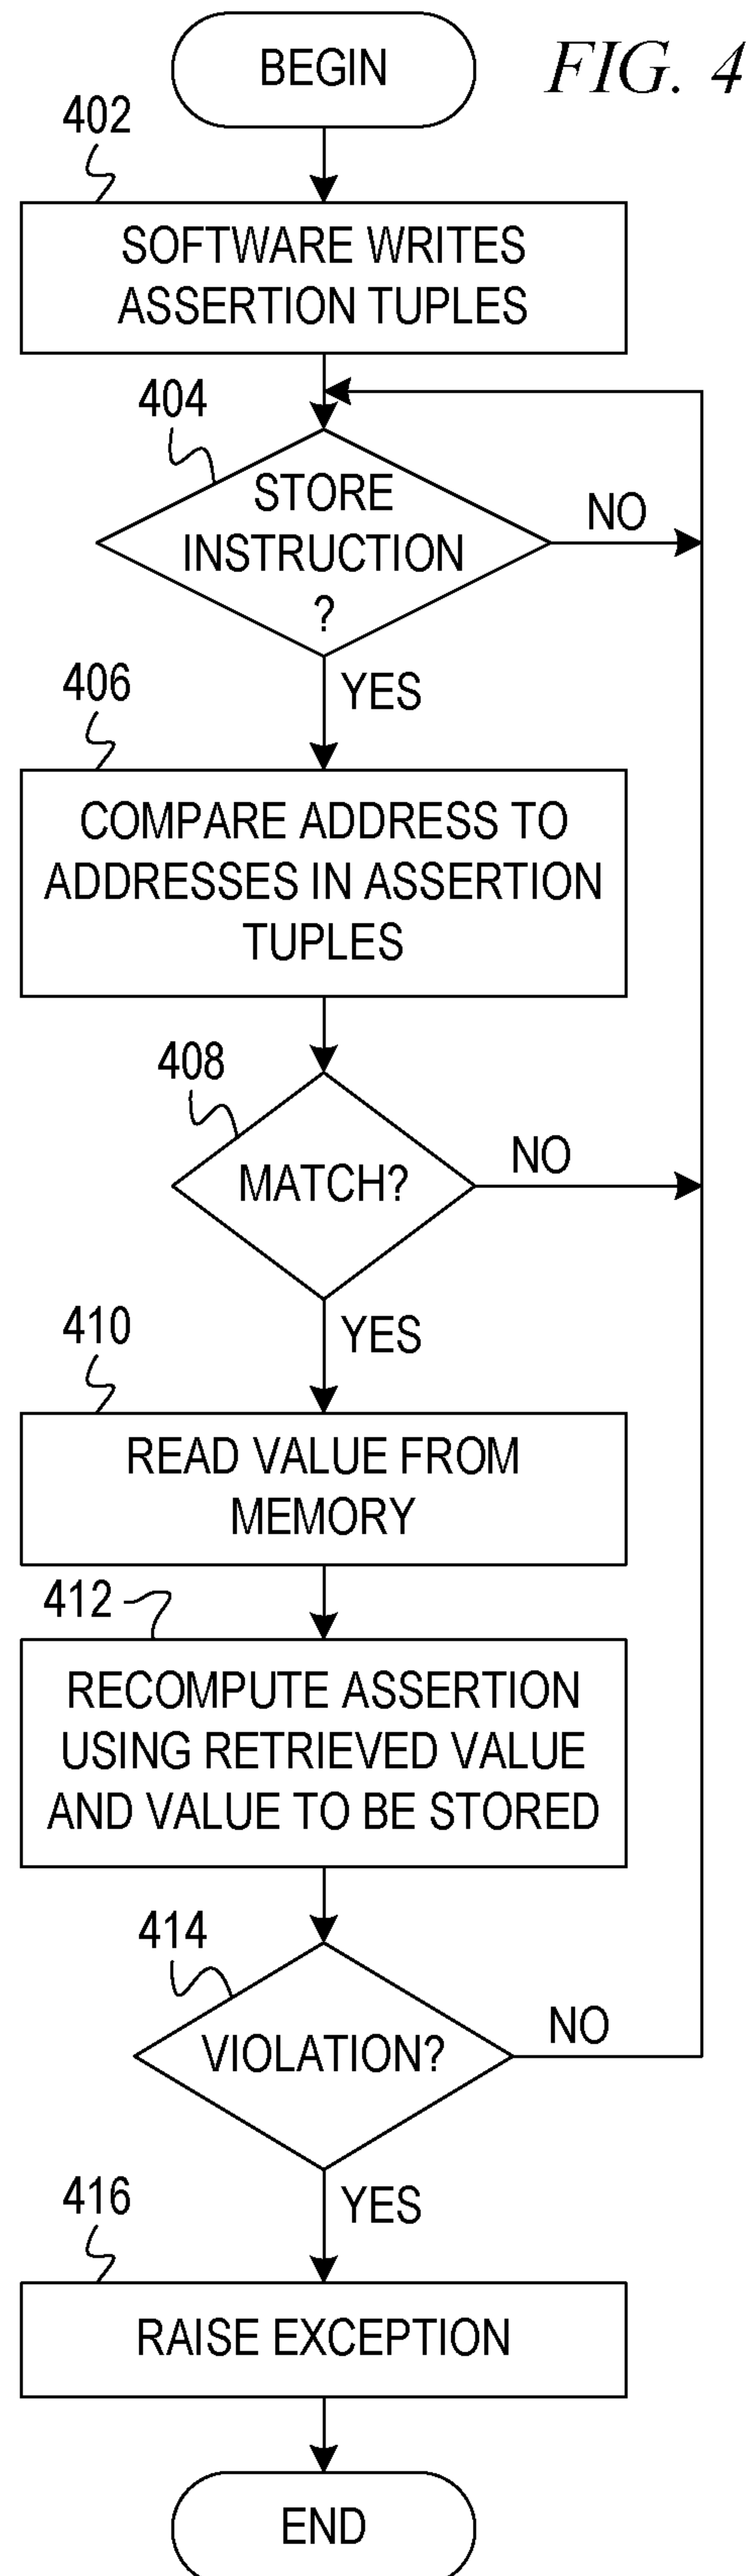 BEGIN
FIG. 4
402
SOFTWARE WRITES
ASSERTION TUPLES
404
STORE
INSTRUCTION
?
NO
YES
406
COMPARE ADDRESS TO
ADDRESSES IN ASSERTION
TUPLES
408
MATCH?
NO
YES
410
READ VALUE FROM
MEMORY
412
RECOMPUTE ASSERTION
USING RETRIEVED VALUE
AND VALUE TO BE STORED
414
VIOLATION?
NO
YES
416
RAISE EXCEPTION
END